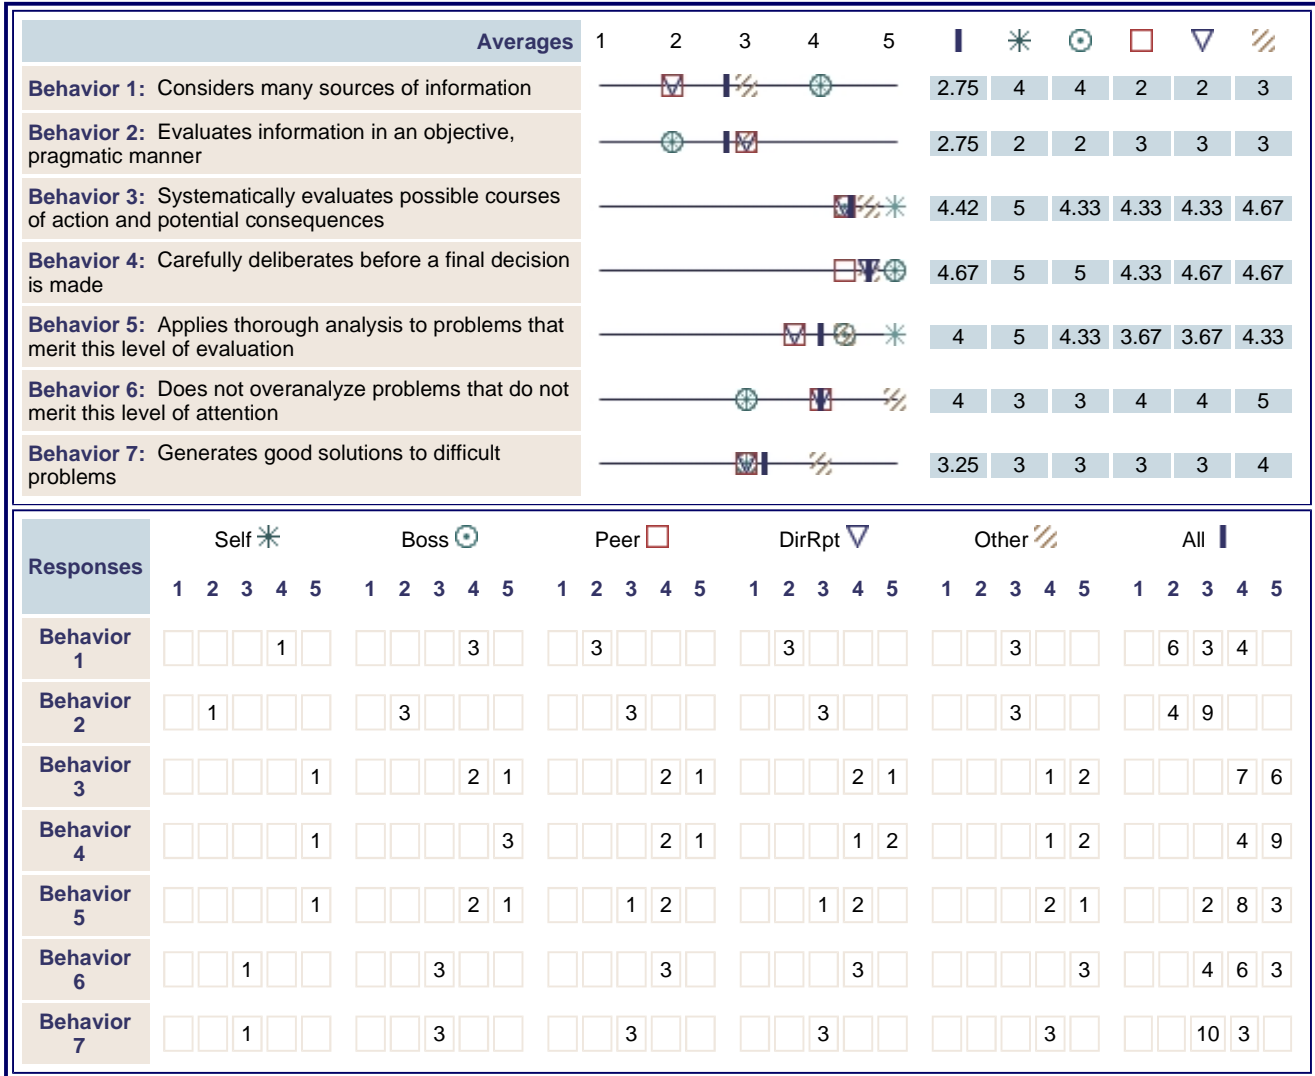 Averages 1 2 3 4 5
Behavior 1: Considers many sources of information 2.75 4 4 2 2 3
Behavior 2: Evaluates information in an objective,
pragmatic manner 2.75 2 2 3 3 3
Behavior 3: Systematically evaluates possible courses
of action and potential consequences 4.42 5 4.33 4.33 4.33 4.67
Behavior 4: Carefully deliberates before a final decision
is made 4.67 5 5 4.33 4.67 4.67
Behavior 5: Applies thorough analysis to problems that
merit this level of evaluation 4 5 4.33 3.67 3.67 4.33
Behavior 6: Does not overanalyze problems that do not
merit this level of attention 4 3 3 4 4 5
Behavior 7: Generates good solutions to difficult
problems 3.25 3 3 3 3 4
Responses Self Boss Peer DirRpt Other All
1 2 3 4 5 1 2 3 4 5 1 2 3 4 5 1 2 3 4 5 1 2 3 4 5 1 2 3 4 5
Behavior
1 1 3 3 3 3 6 3 4
Behavior
2 1 3 3 3 3 4 9
Behavior
3 1 2 1 2 1 2 1 1 2 7 6
Behavior
4 1 3 2 1 1 2 1 2 4 9
Behavior
5 1 2 1 1 2 1 2 2 1 2 8 3
Behavior
6 1 3 3 3 3 4 6 3
Behavior
7 1 3 3 3 3 10 3